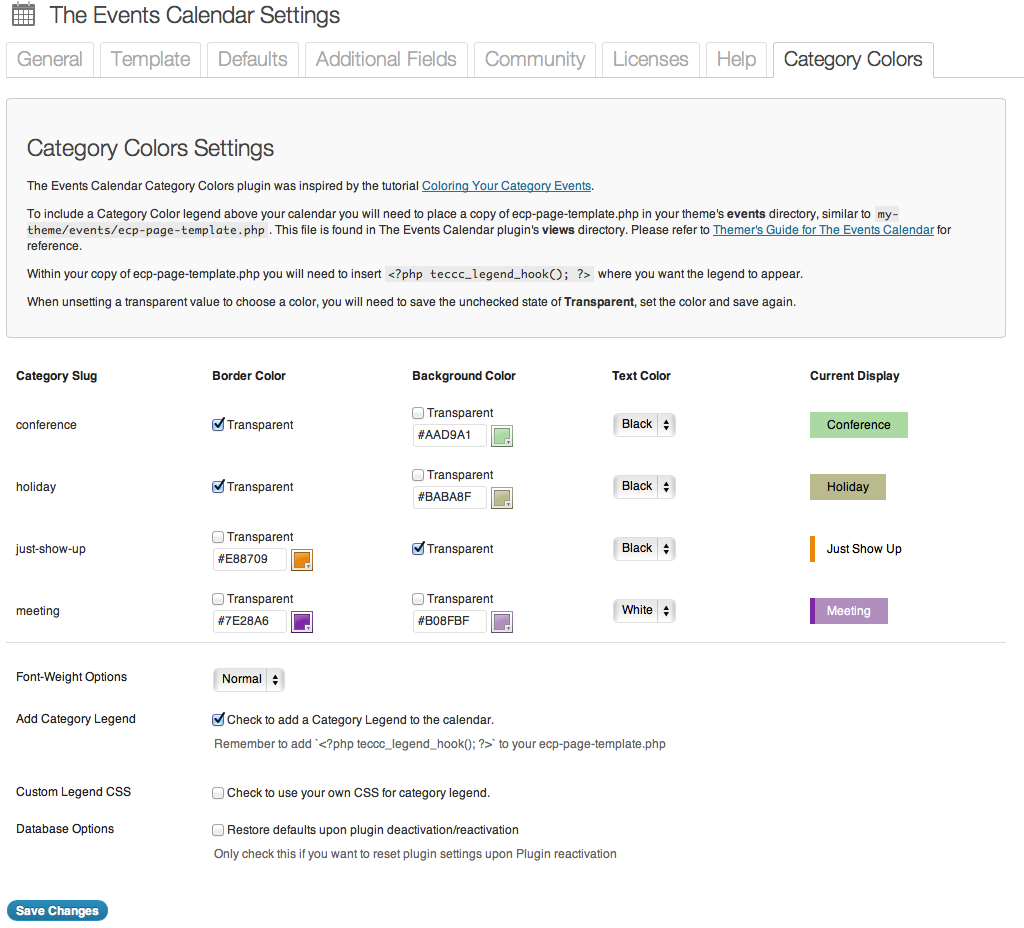 The Events Calendar Settings
General Template Defaults Additional Fields Community Licenses Help Category Colors
Category Colors Settings
The Events Calendar Category Colors plugin was inspired by the tutorial Coloring Your Category Events.
To include a Category Color legend above your calendar you will need to place a copy of ecp-page-template.php in your theme's events directory, similar to my-
theme/events/ecp-page-template.php . This file is found in The Events Calendar plugin's views directory. Please refer to Themer's Guide for The Events Calendar for
reference.
Within your copy of ecp-page-template.php you will need to insert <?php teccc_legend_hook(); ?> where you want the legend to appear.
When unsetting a transparent value to choose a color, you will need to save the unchecked state of Transparent, set the color and save again.
Category Slug Border Color Background Color Text Color Current Display
conference Transparent Transparent Black Conference
#AAD9A1
holiday Transparent Transparent Black Holiday
#BABA8F
just-show-up Transparent Transparent Black Just Show Up
#E88709
meeting Transparent Transparent White Meeting
#7E28A6 #B08FBF
Font-Weight Options Normal
Add Category Legend Check to add a Category Legend to the calendar.
Remember to add `<?php teccc_legend_hook(); ?>` to your ecp-page-template.php
Custom Legend CSS Check to use your own CSS for category legend.
Database Options Restore defaults upon plugin deactivation/reactivation
Only check this if you want to reset plugin settings upon Plugin reactivation
Save Changes